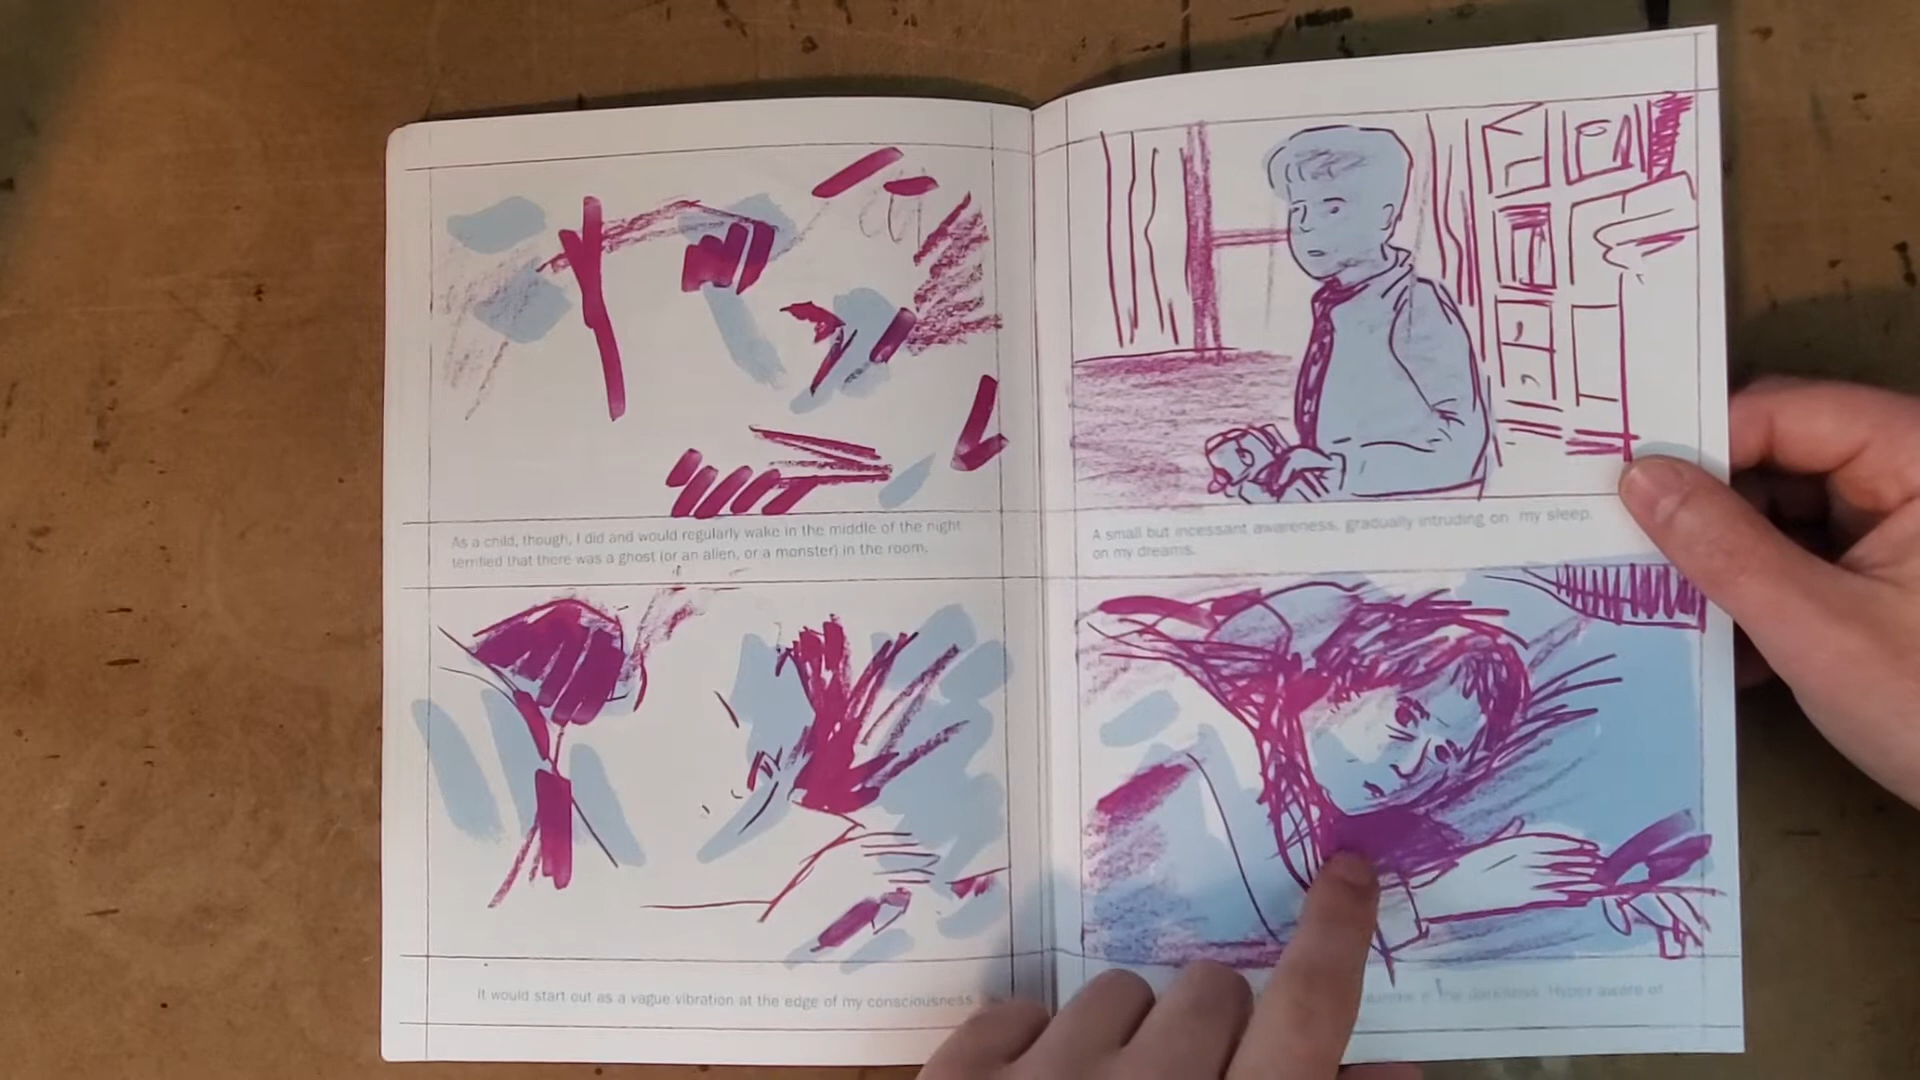 As a child, though, I did and would regularly wake in the middle of the night
terrified that there was a ghost (or an alien, or a monster) in the room.
It would start out as a vague vibration at the edge of my consciousness
A small but incessant awareness, gradually intruding on my sleep,
on my dreams.
the darkness. Hyper aware of